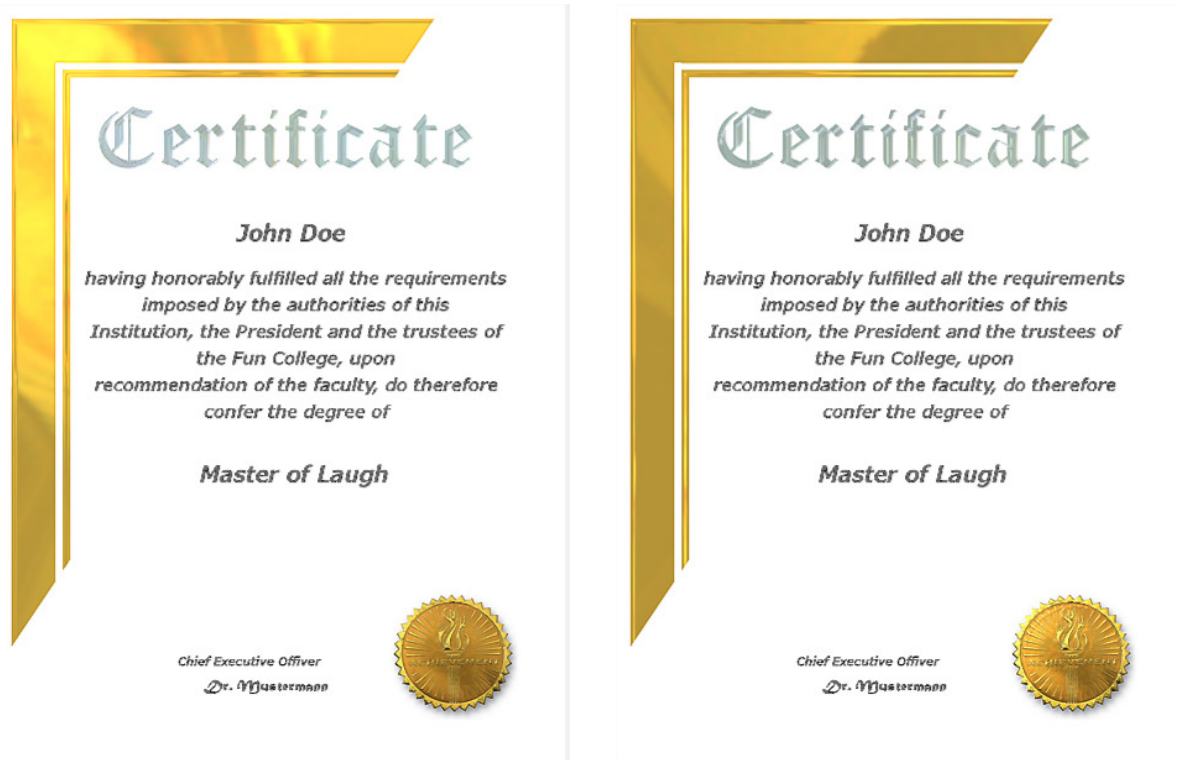 Certificate
John Doe
having honorably fulfilled all the requirements
imposed by the authorities of this
Institution, the President and the trustees of
the Fun College, upon
recommendation of the faculty, do therefore
confer the degree of
Master of Laugh
Chief Executive Offiver
Dr. Mustermann
ACHIEVEMENT
Certificate
John Doe
having honorably fulfilled all the requirements
imposed by the authorities of this
Institution, the President and the trustees of
the Fun College, upon
recommendation of the faculty, do therefore
confer the degree of
Master of Laugh
Chief Executive Offiver
Dr. Mustermann
ACHIEVEMENT